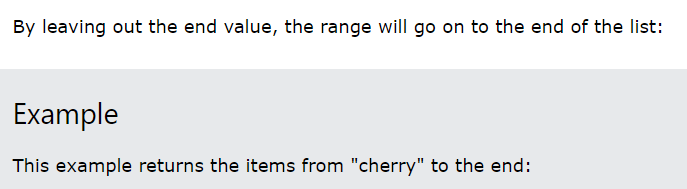 By leaving out the end value, the range will go on to the end of the list:
Example
This example returns the items from "cherry" to the end: